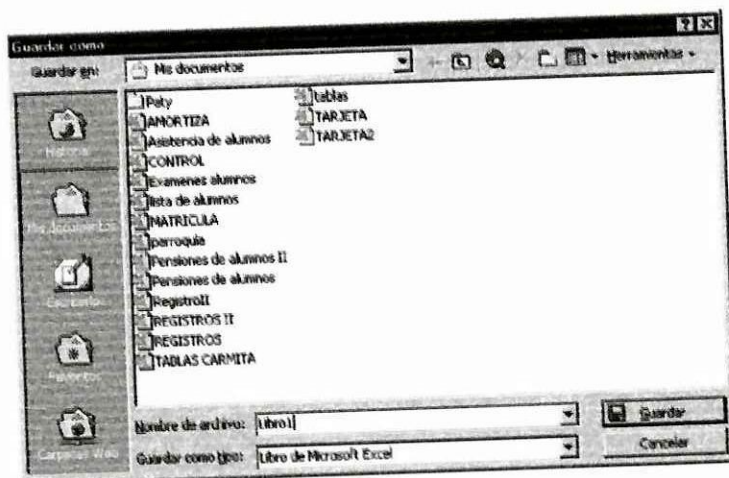 Guardar como
Guardar en: Mis documentos Herramientas
Historial
Mis documentos
Escritorio
Favoritos
Carpetas Web
Paty
AMORTIZA
Asistencia de alumnos
CONTROL
Examenes alumnos
lista de alumnos
MATRICULA
parroquia
Pensiones de alumnos II
Pensiones de alumnos
RegistroII
REGISTROS II
REGISTROS
TABLAS CARMITA
tablas
TARJETA
TARJETA2
Nombre de archivo: Libro1 Guardar
Guardar como tipo: Libro de Microsoft Excel Cancelar